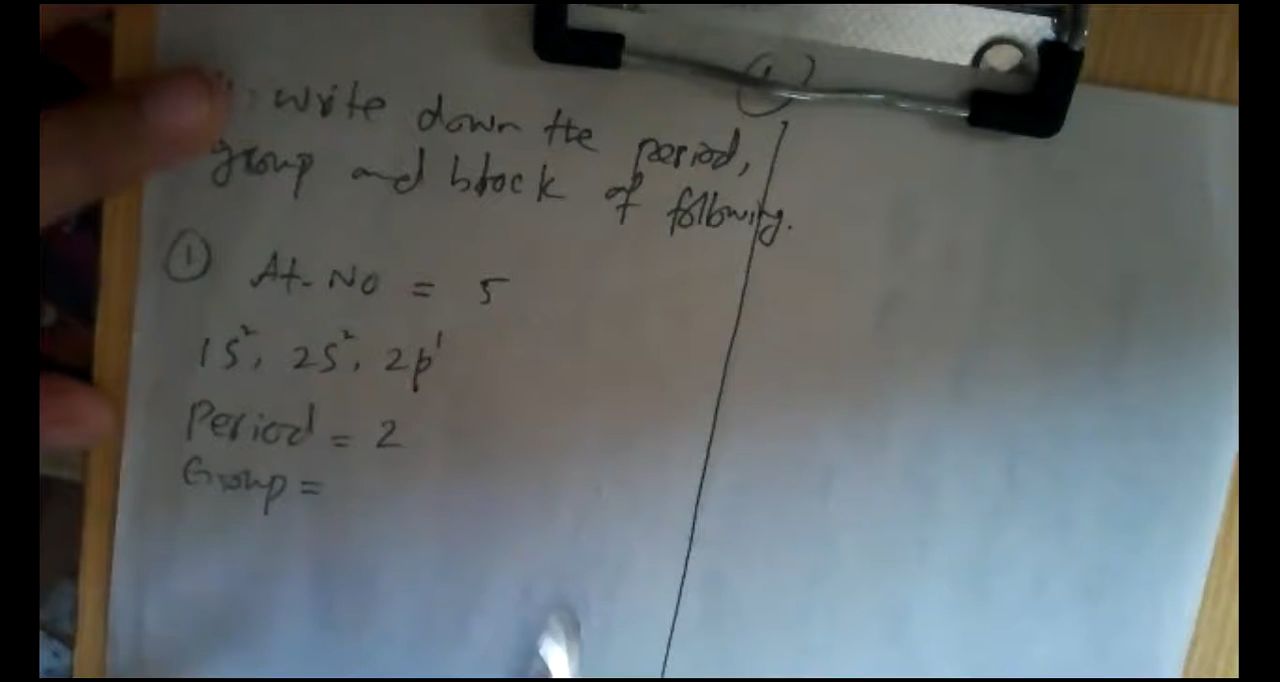 write down the period,
group and block of following.
① At. No = 5
1S², 2S², 2p¹
Period = 2
Group =